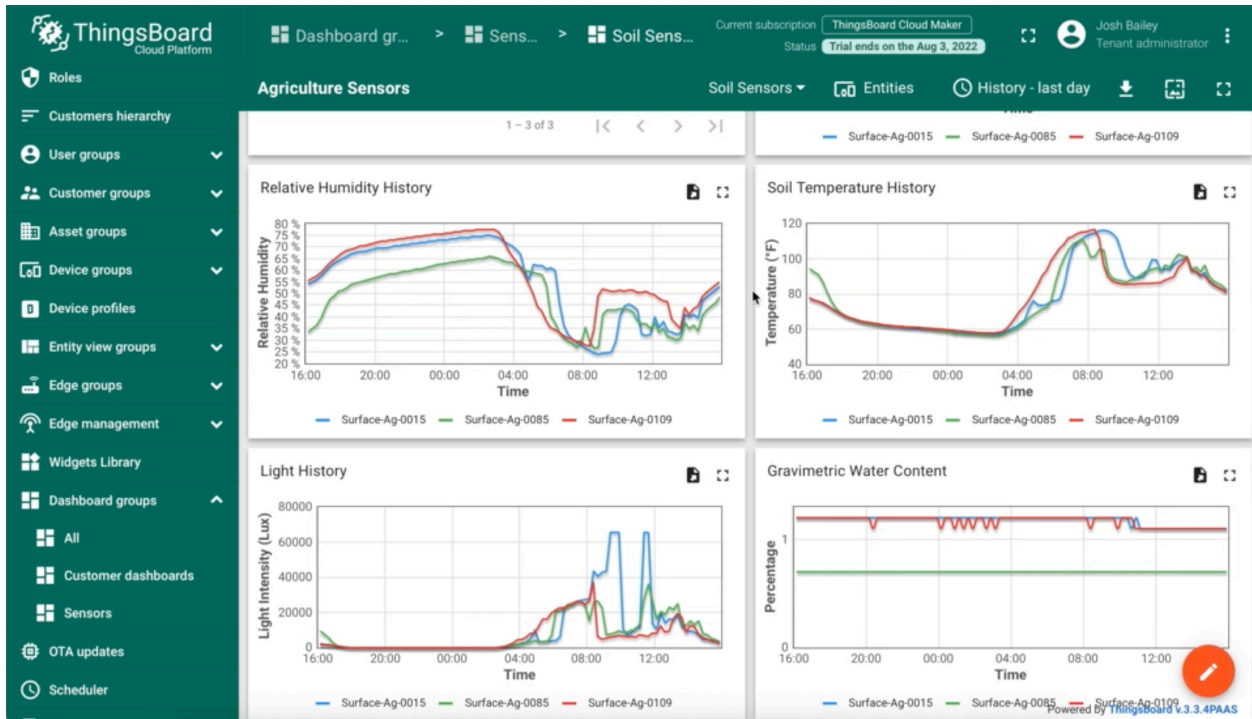 ThingsBoard
Cloud Platform
Dashboard gr... > Sens... > Soil Sens...
Current subscription ThingsBoard Cloud Maker
Status Trial ends on the Aug 3, 2022
Josh Bailey
Tenant administrator
Roles
Customers hierarchy
User groups
Customer groups
Asset groups
Device groups
Device profiles
Entity view groups
Edge groups
Edge management
Widgets Library
Dashboard groups
All
Customer dashboards
Sensors
OTA updates
Scheduler
Agriculture Sensors
Soil Sensors
Entities
History - last day
1 – 3 of 3 |< < > >|
Surface-Ag-0015 Surface-Ag-0085 Surface-Ag-0109
Relative Humidity History
Relative Humidity
80 %
75 %
70 %
65 %
60 %
55 %
50 %
45 %
40 %
35 %
30 %
25 %
20 %
16:00 20:00 00:00 04:00 08:00 12:00
Time
Surface-Ag-0015 Surface-Ag-0085 Surface-Ag-0109
Soil Temperature History
Temperature (°F)
120
100
80
60
40
16:00 20:00 00:00 04:00 08:00 12:00
Time
Surface-Ag-0015 Surface-Ag-0085 Surface-Ag-0109
Light History
Light Intensity (Lux)
80000
60000
40000
20000
0
16:00 20:00 00:00 04:00 08:00 12:00
Time
Surface-Ag-0015 Surface-Ag-0085 Surface-Ag-0109
Gravimetric Water Content
Percentage
1
0
16:00 20:00 00:00 04:00 08:00 12:00
Time
Surface-Ag-0015 Surface-Ag-0085 Surface-Ag-0109
Powered by Thingsboard v.3.3.4PAAS